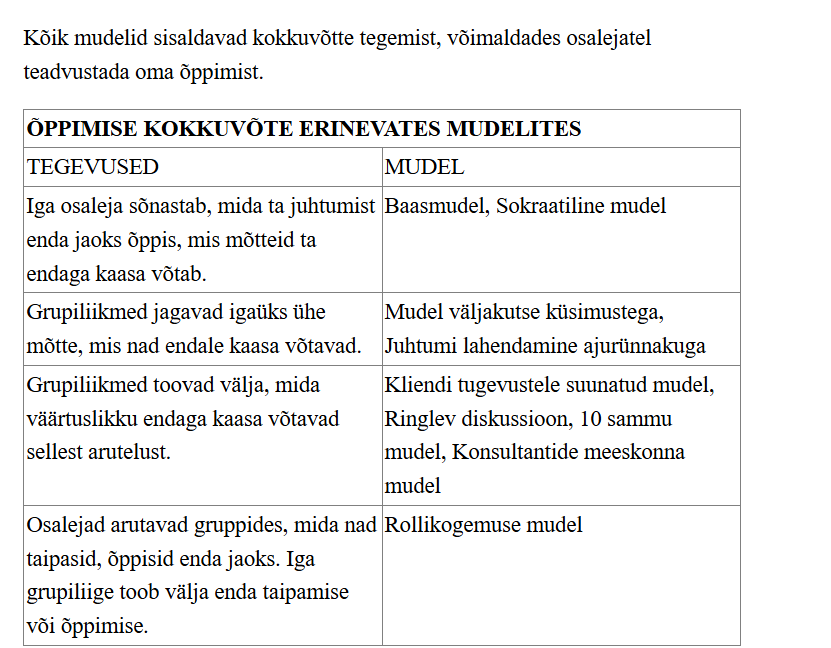 Kõik mudelid sisaldavad kokkuvõtte tegemist, võimaldades osalejatel
teadvustada oma õppimist.
ÕPPIMISE KOKKUVÕTE ERINEVATES MUDELITES
TEGEVUSED
MUDEL
Iga osaleja sõnastab, mida ta juhtumist
enda jaoks õppis, mis mõtteid ta
endaga kaasa võtab.
Baasmudel, Sokraatiline mudel
Grupiliikmed jagavad igaüks ühe
mõtte, mis nad endale kaasa võtavad.
Mudel väljakutse küsimustega,
Juhtumi lahendamine ajurünnakuga
Grupiliikmed toovad välja, mida
väärtuslikku endaga kaasa võtavad
sellest arutelust.
Kliendi tugevustele suunatud mudel,
Ringlev diskussioon, 10 sammu
mudel, Konsultantide meeskonna
mudel
Osalejad arutavad gruppides, mida nad
taipasid, õppisid enda jaoks. Iga
grupiliige toob välja enda taipamise
või õppimise.
Rollikogemuse mudel